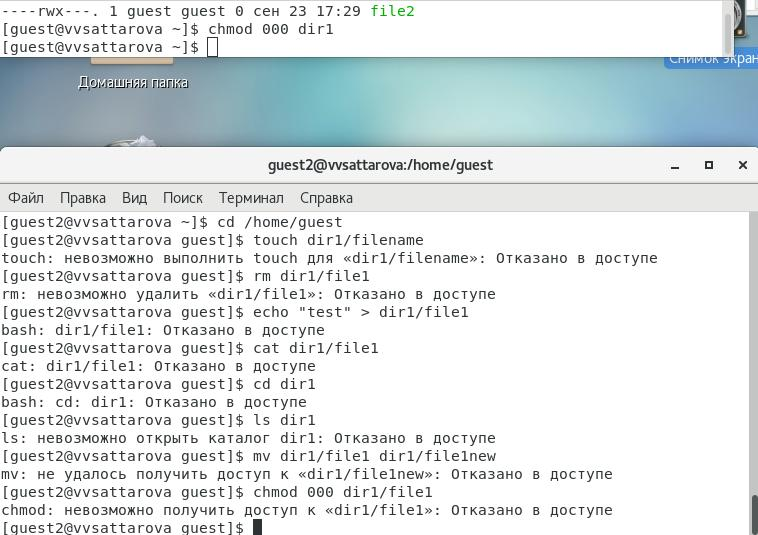 ----rwx---. 1 guest guest 0 сен 23 17:29 file2
[guest@vvsattarova ~]$ chmod 000 dir1
[guest@vvsattarova ~]$
Снимок экран
Домашняя папка
guest2@vvsattarova:/home/guest
Файл Правка Вид Поиск Терминал Справка
[guest2@vvsattarova ~]$ cd /home/guest
[guest2@vvsattarova guest]$ touch dir1/filename
touch: невозможно выполнить touch для «dir1/filename»: Отказано в доступе
[guest2@vvsattarova guest]$ rm dir1/file1
rm: невозможно удалить «dir1/file1»: Отказано в доступе
[guest2@vvsattarova guest]$ echo "test" > dir1/file1
bash: dir1/file1: Отказано в доступе
[guest2@vvsattarova guest]$ cat dir1/file1
cat: dir1/file1: Отказано в доступе
[guest2@vvsattarova guest]$ cd dir1
bash: cd: dir1: Отказано в доступе
[guest2@vvsattarova guest]$ ls dir1
ls: невозможно открыть каталог dir1: Отказано в доступе
[guest2@vvsattarova guest]$ mv dir1/file1 dir1/file1new
mv: не удалось получить доступ к «dir1/file1new»: Отказано в доступе
[guest2@vvsattarova guest]$ chmod 000 dir1/file1
chmod: невозможно получить доступ к «dir1/file1»: Отказано в доступе
[guest2@vvsattarova guest]$